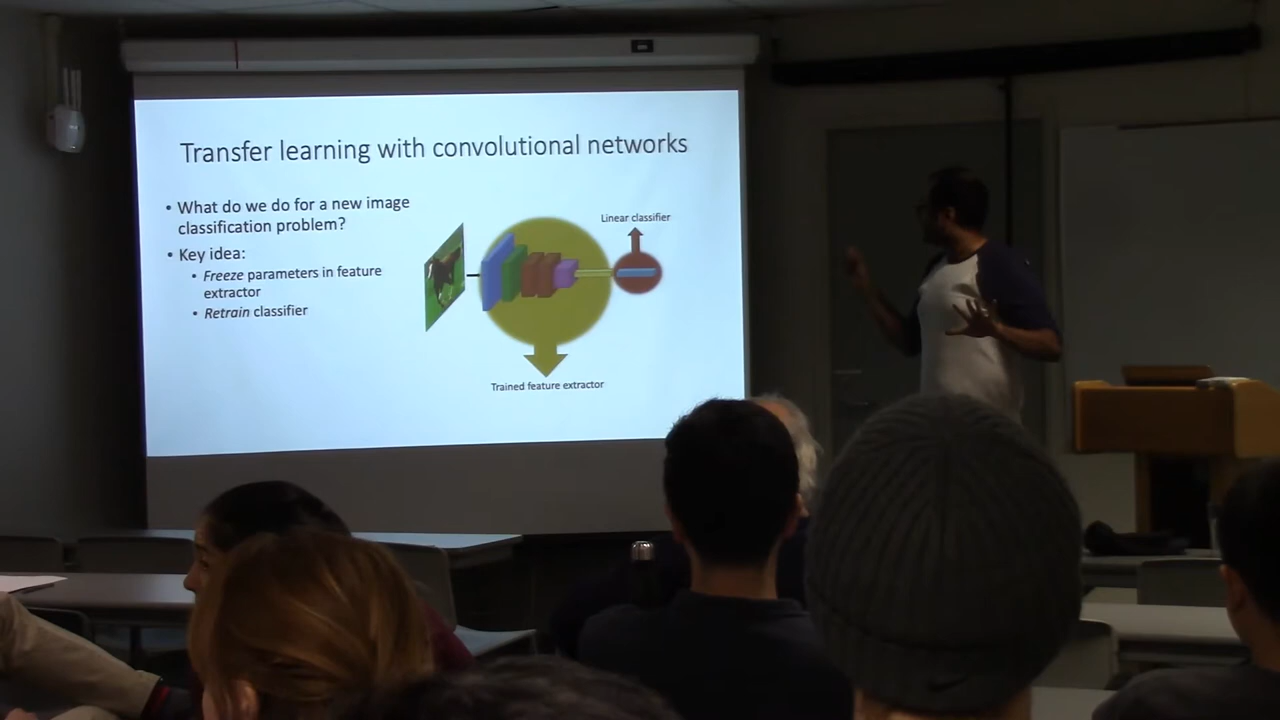 Transfer learning with convolutional networks
• What do we do for a new image
classification problem?
• Key idea:
• Freeze parameters in feature
extractor
• Retrain classifier
Linear classifier
Trained feature extractor